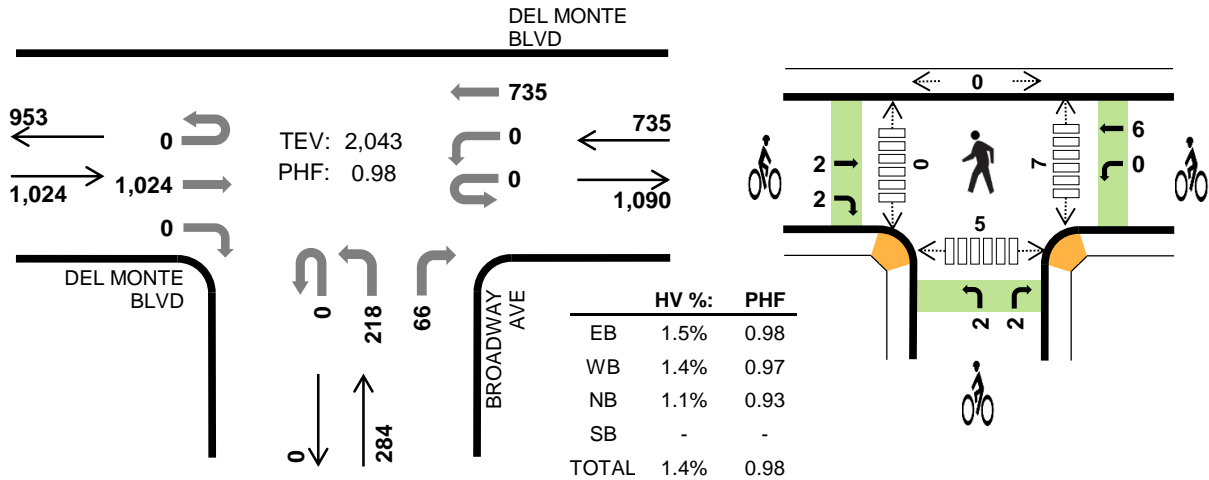 DEL MONTE
BLVD
953
0
1,024
1,024
0
TEV: 2,043
PHF: 0.98
735
0
0
735
1,090
DEL MONTE
BLVD
0
218
66
BROADWAY
AVE
0
284
HV %: PHF
EB 1.5% 0.98
WB 1.4% 0.97
NB 1.1% 0.93
SB - -
TOTAL 1.4% 0.98
0
2
2
0
7
6
0
5
2
2